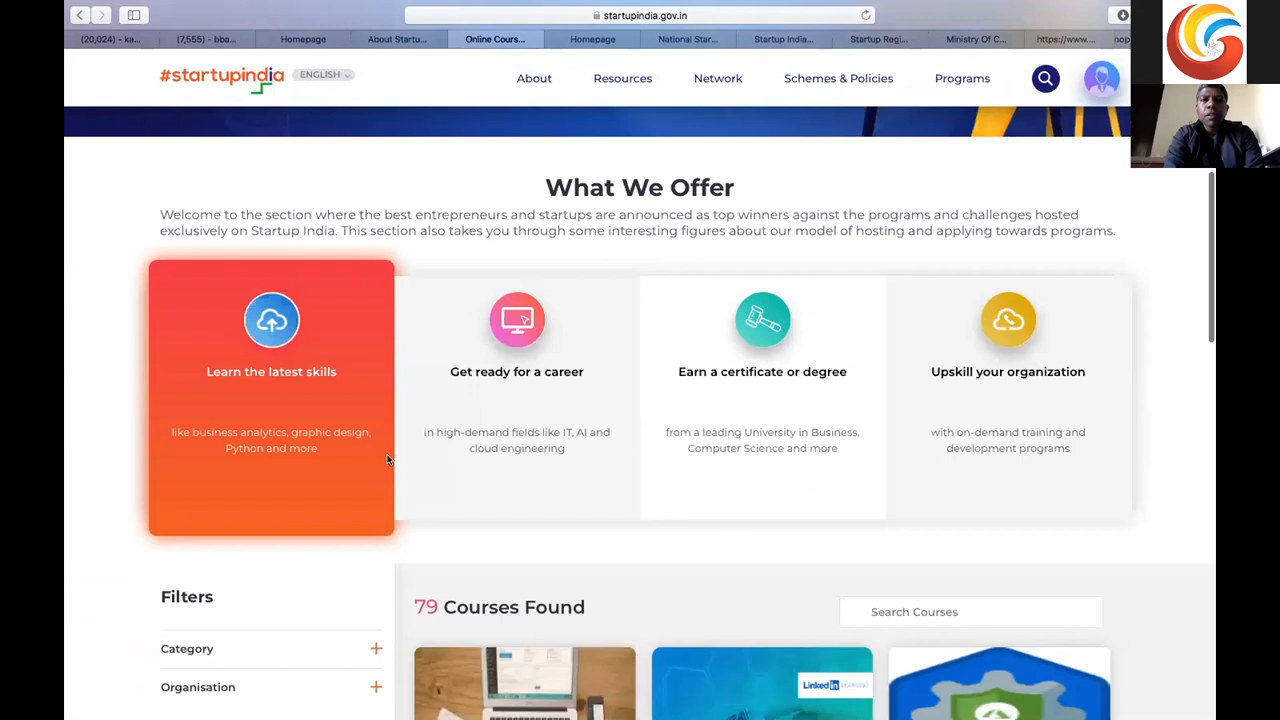 startupindia.gov.in
(20,024) - ka...
(7,555) - bba...
Homepage
About Startu...
Online Cours...
Homepage
National Star...
Startup India...
Startup Regi...
Ministry Of C...
https://www....
#startupindia
ENGLISH
About
Resources
Network
Schemes & Policies
Programs
What We Offer
Welcome to the section where the best entrepreneurs and startups are announced as top winners against the programs and challenges hosted
exclusively on Startup India. This section also takes you through some interesting figures about our model of hosting and applying towards programs.
Learn the latest skills
like business analytics, graphic design,
Python and more
Get ready for a career
in high-demand fields like IT, AI and
cloud engineering
Earn a certificate or degree
from a leading University in Business,
Computer Science and more
Upskill your organization
with on-demand training and
development programs
Filters
Category
Organisation
79 Courses Found
Search Courses
Linked in LEARNING